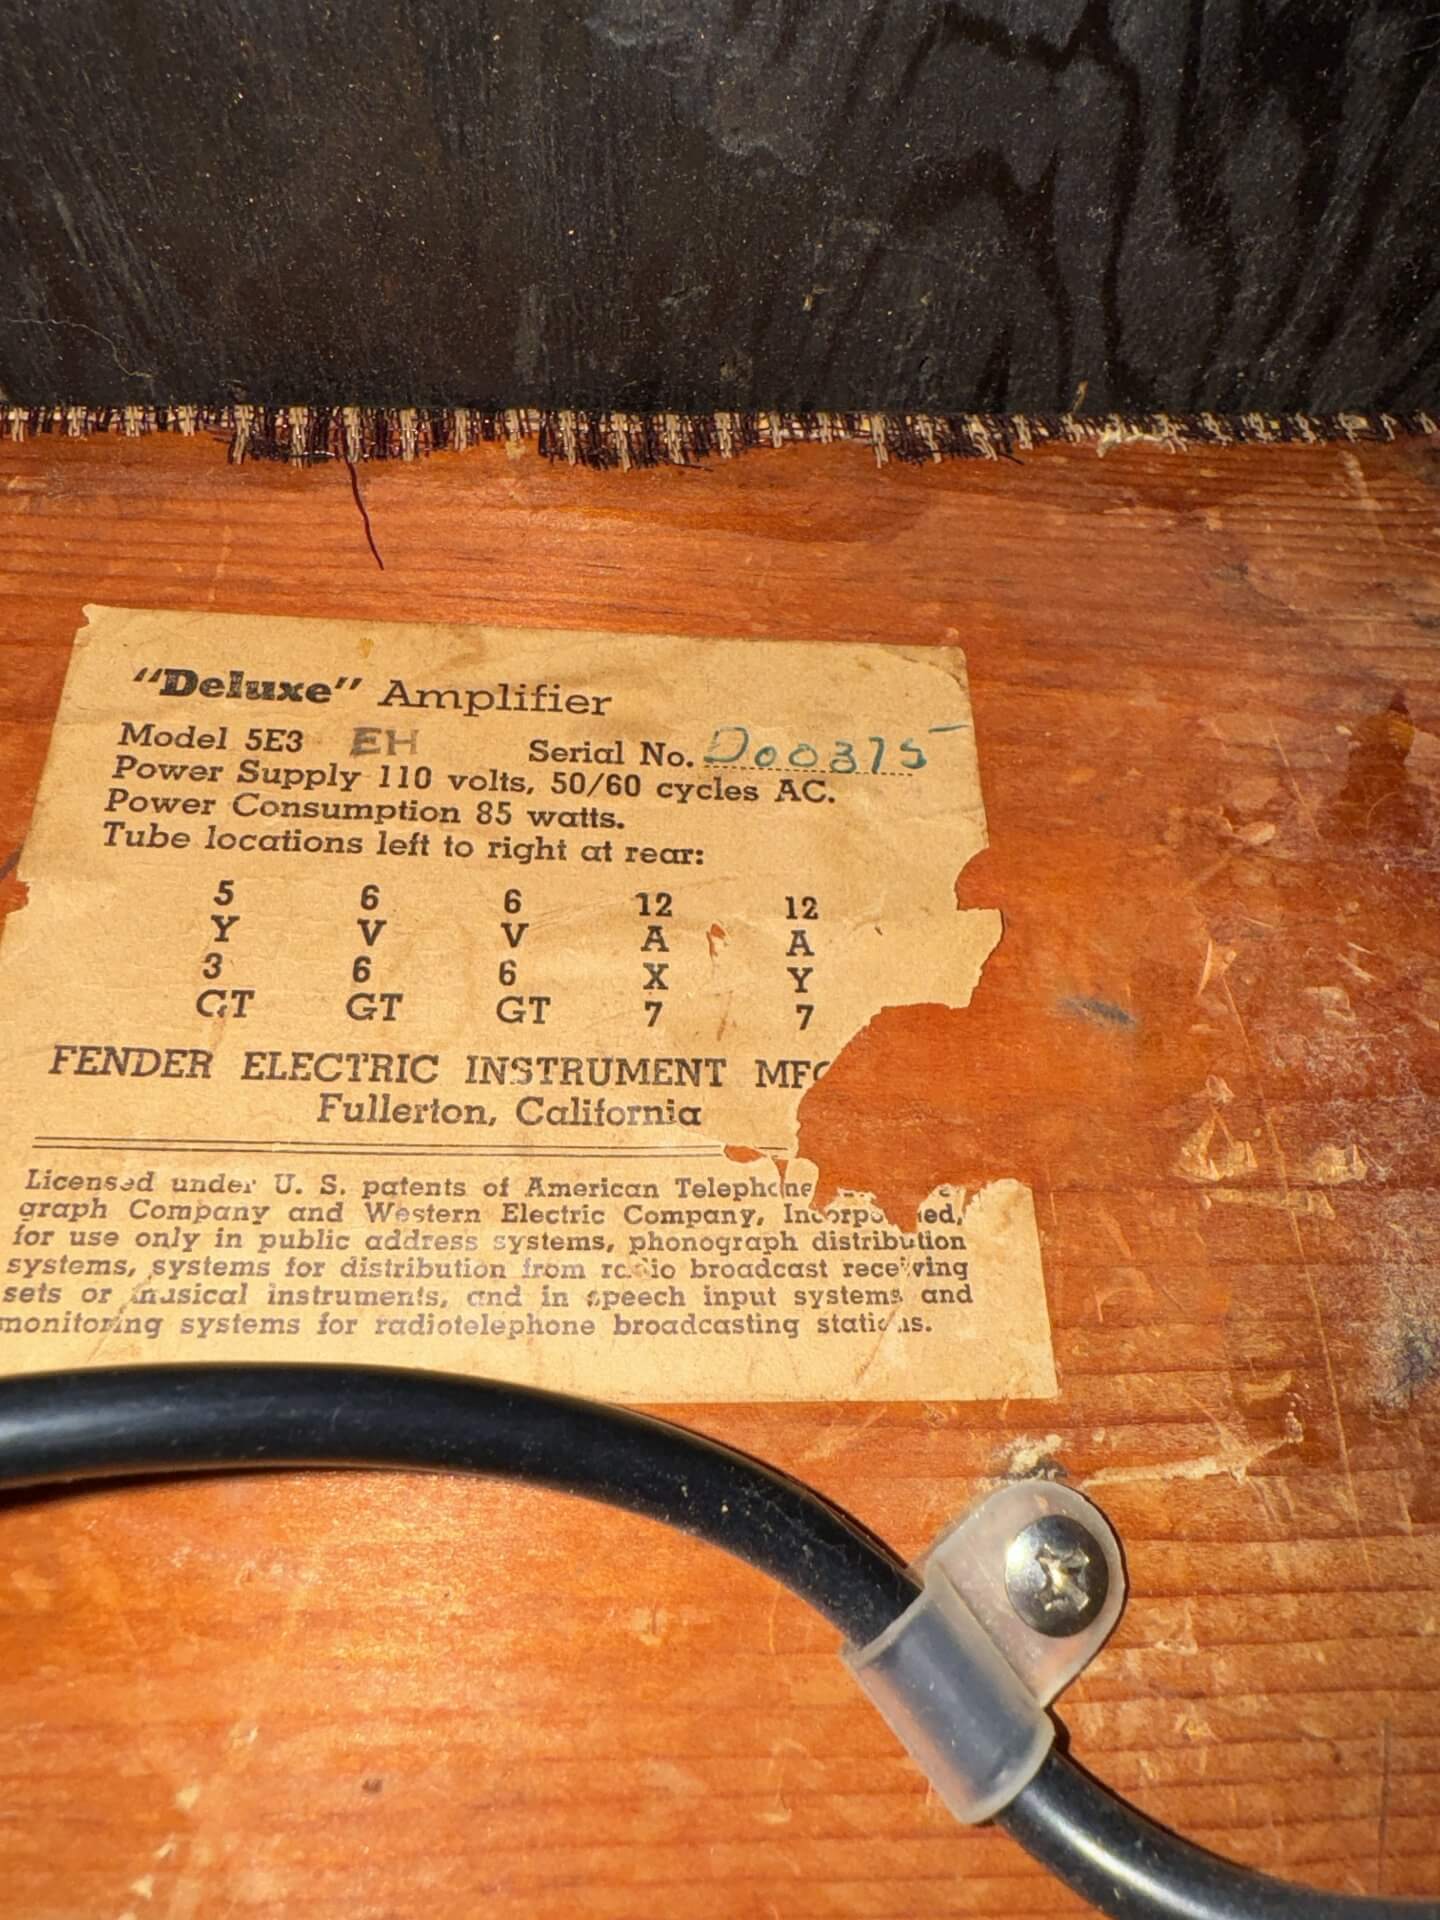 "Deluxe" Amplifier
Model 5E3 EH Serial No. D00375
Power Supply 110 volts, 50/60 cycles AC.
Power Consumption 85 watts.
Tube locations left to right at rear:
5 6 6 12 12
Y V V A A
3 6 6 X Y
GT GT GT 7 7
FENDER ELECTRIC INSTRUMENT
Fullerton, California
Licensed under U. S. patents of American Telephone
graph Company and Western Electric Company, Incorporated,
for use only in public address systems, phonograph distribution
systems, systems for distribution from radio broadcast receiving
sets or musical instruments, and in speech input systems and
monitoring systems for radiotelephone broadcasting stations.